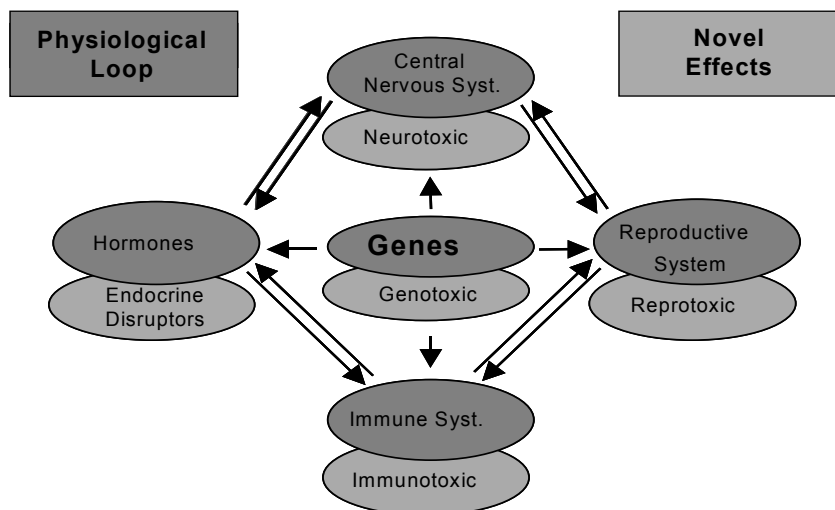 Physiological
Loop
Novel
Effects
Central
Nervous Syst.
Neurotoxic
Hormones
Endocrine
Disruptors
Genes
Genotoxic
Reproductive
System
Reprotoxic
Immune Syst.
Immunotoxic